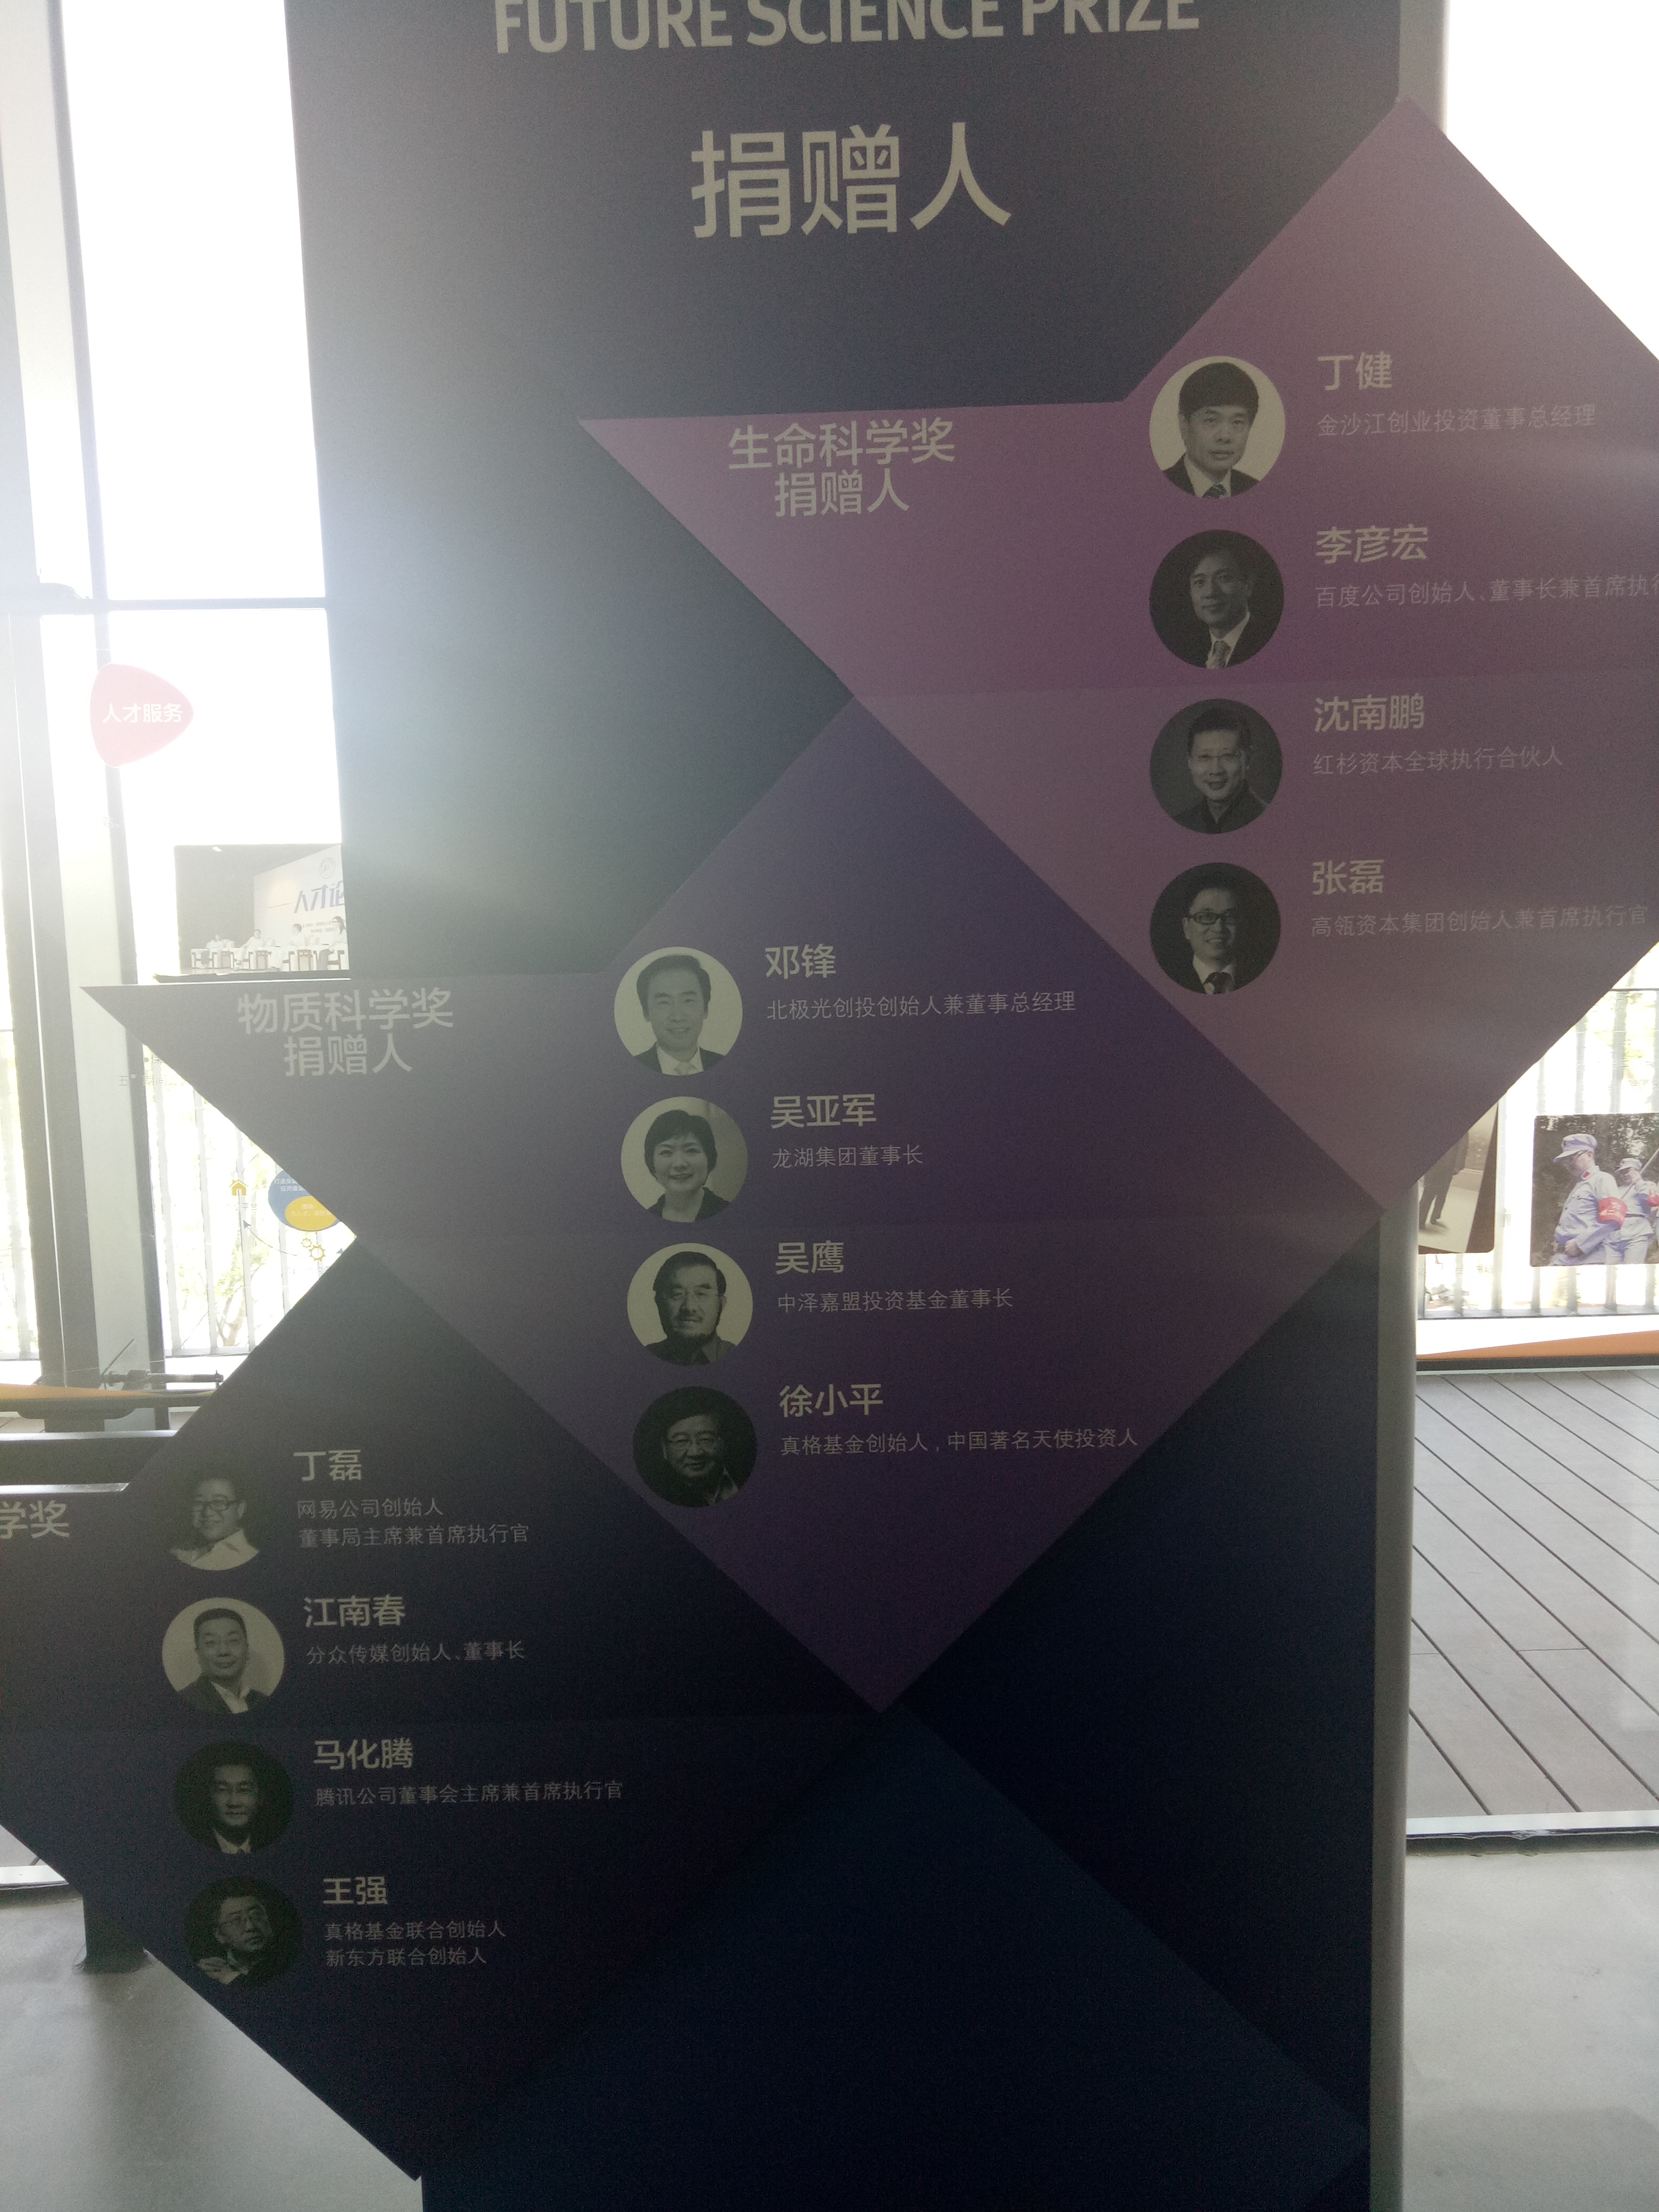 FUTURE SCIENCE PRIZE
捐赠人
生命科学奖
捐赠人
丁健
金沙江创业投资董事总经理
李彦宏
百度公司创始人、董事长兼首席执行
沈南鹏
红杉资本全球执行合伙人
张磊
高瓴资本集团创始人兼首席执行官
物质科学奖
捐赠人
邓锋
北极光创投创始人兼董事总经理
吴亚军
龙湖集团董事长
吴鹰
中泽嘉盟投资基金董事长
徐小平
真格基金创始人，中国著名天使投资人
学奖
丁磊
网易公司创始人
董事局主席兼首席执行官
江南春
分众传媒创始人、董事长
马化腾
腾讯公司董事会主席兼首席执行官
王强
真格基金联合创始人
新东方联合创始人
人才服务
人才论